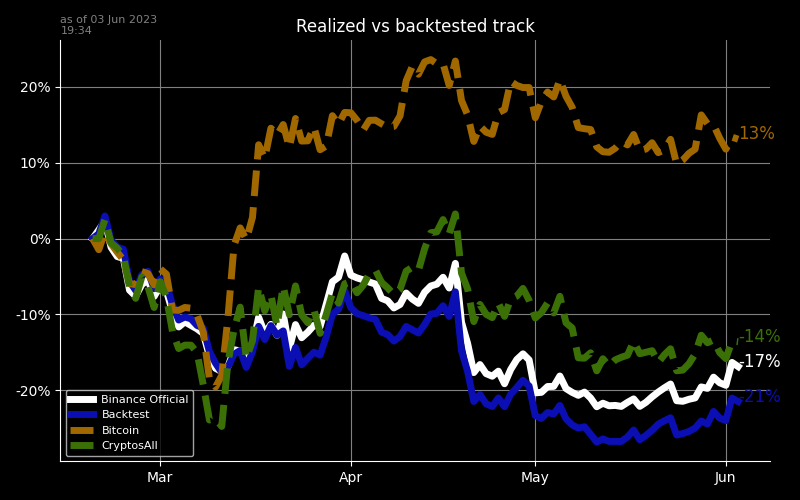 as of 03 Jun 2023
19:34
Realized vs backtested track
20%
10%
0%
-10%
-20%
13%
-14%
-17%
-21%
Binance Official
Backtest
Bitcoin
CryptosAll
Mar
Apr
May
Jun